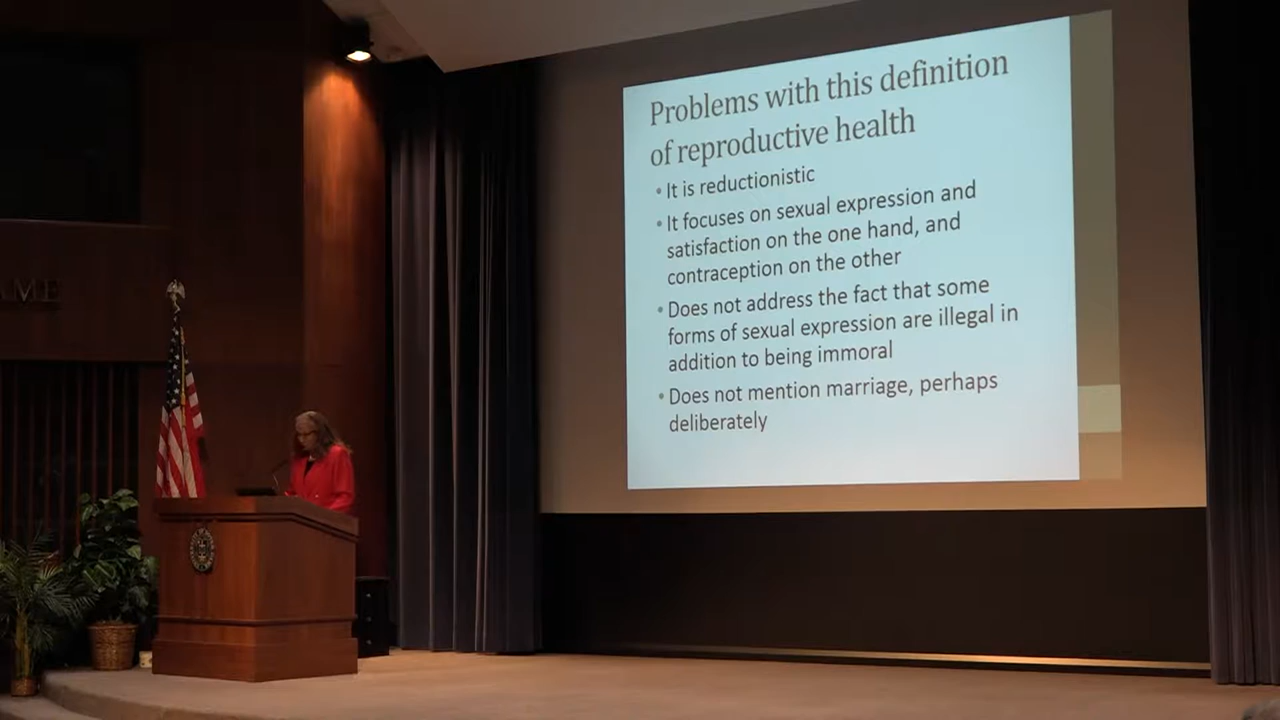 Problems with this definition
of reproductive health
• It is reductionistic
• It focuses on sexual expression and
satisfaction on the one hand, and
contraception on the other
• Does not address the fact that some
forms of sexual expression are illegal in
addition to being immoral
• Does not mention marriage, perhaps
deliberately
AME